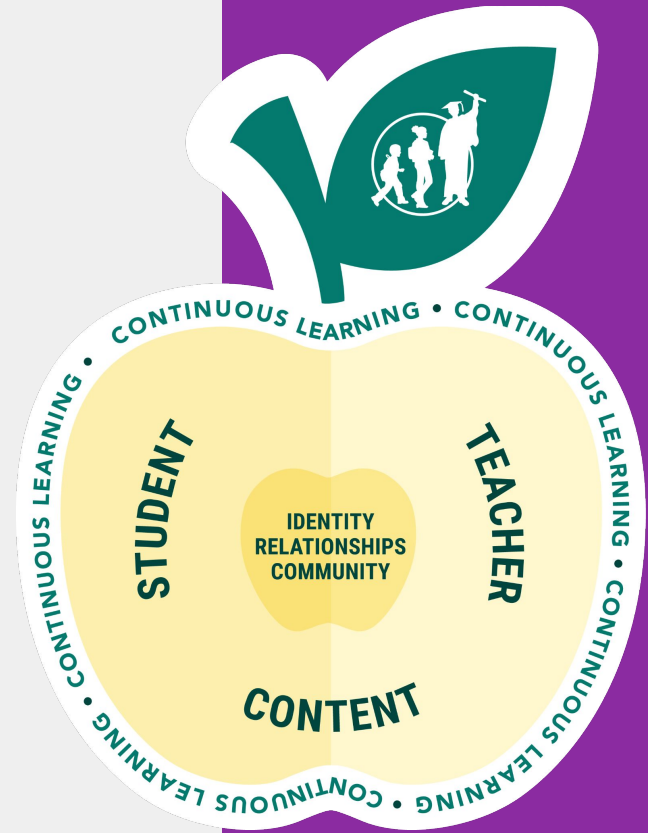 CONTINUOUS LEARNING •
CONTINUOUS LEARNING •
CONTINUOUS LEARNING •
CONTINUOUS LEARNING •
CONTINUOUS LEARNING •
STUDENT
TEACHER
IDENTITY
RELATIONSHIPS
COMMUNITY
CONTENT